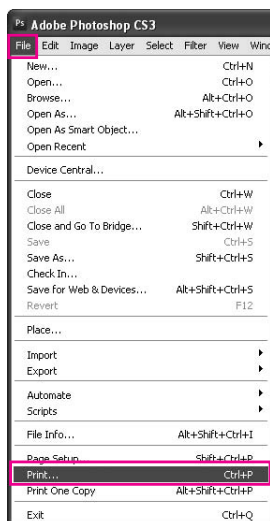 Ps Adobe Photoshop CS3
File Edit Image Layer Select Filter View
New... Ctrl+N
Open... Ctrl+O
Browse... Alt+Ctrl+O
Open As... Alt+Shift+Ctrl+O
Open As Smart Object...
Open Recent
Device Central...
Close Ctrl+W
Close All Alt+Ctrl+W
Close and Go To Bridge... Shift+Ctrl+W
Save Ctrl+S
Save As... Shift+Ctrl+S
Check In...
Save for Web & Devices... Alt+Shift+Ctrl+S
Revert F12
Place...
Import
Export
Automate
Scripts
File Info... Alt+Shift+Ctrl+I
Page Setup... Shift+Ctrl+P
Print... Ctrl+P
Print One Copy Alt+Shift+Ctrl+P
Exit Ctrl+Q